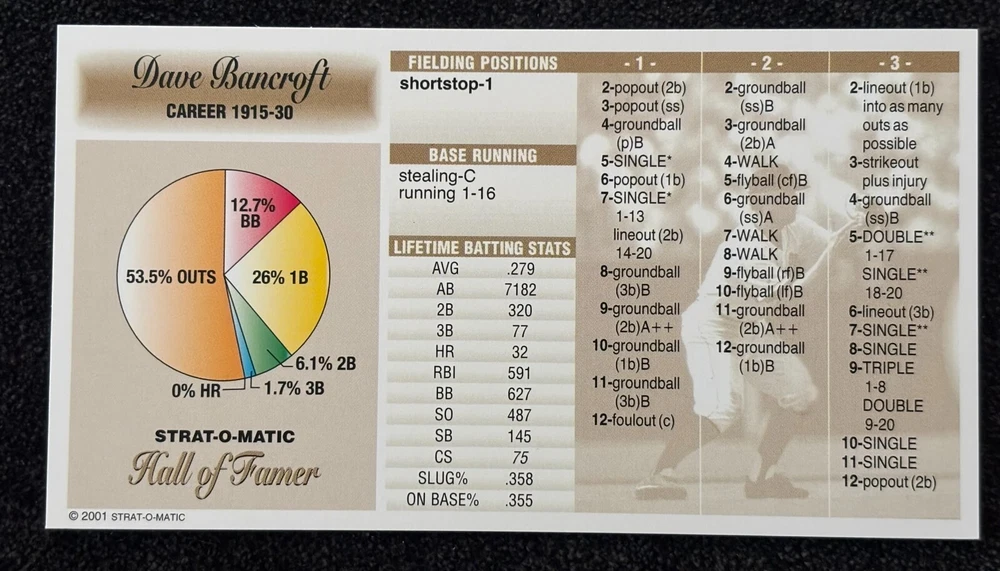 Dave Bancroft
CAREER 1915-30
12.7%
BB
53.5% OUTS
26% 1B
6.1% 2B
0% HR
1.7% 3B
STRAT-O-MATIC
Hall of Famer
© 2001 STRAT-O-MATIC
FIELDING POSITIONS
shortstop-1
BASE RUNNING
stealing-C
running 1-16
LIFETIME BATTING STATS
AVG .279
AB 7182
2B 320
3B 77
HR 32
RBI 591
BB 627
SO 487
SB 145
CS 75
SLUG% .358
ON BASE% .355
- 1 -
2-popout (2b)
3-popout (ss)
4-groundball
(p)B
5-SINGLE*
6-popout (1b)
7-SINGLE*
1-13
lineout (2b)
14-20
8-groundball
(3b)B
9-groundball
(2b)A++
10-groundball
(1b)B
11-groundball
(3b)B
12-foulout (c)
- 2 -
2-groundball
(ss)B
3-groundball
(2b)A
4-WALK
5-flyball (cf)B
6-groundball
(ss)A
7-WALK
8-WALK
9-flyball (rf)B
10-flyball (lf)B
11-groundball
(2b)A++
12-groundball
(1b)B
- 3 -
2-lineout (1b)
into as many
outs as
possible
3-strikeout
plus injury
4-groundball
(ss)B
5-DOUBLE**
1-17
SINGLE**
18-20
6-lineout (3b)
7-SINGLE**
8-SINGLE
9-TRIPLE
1-8
DOUBLE
9-20
10-SINGLE
11-SINGLE
12-popout (2b)